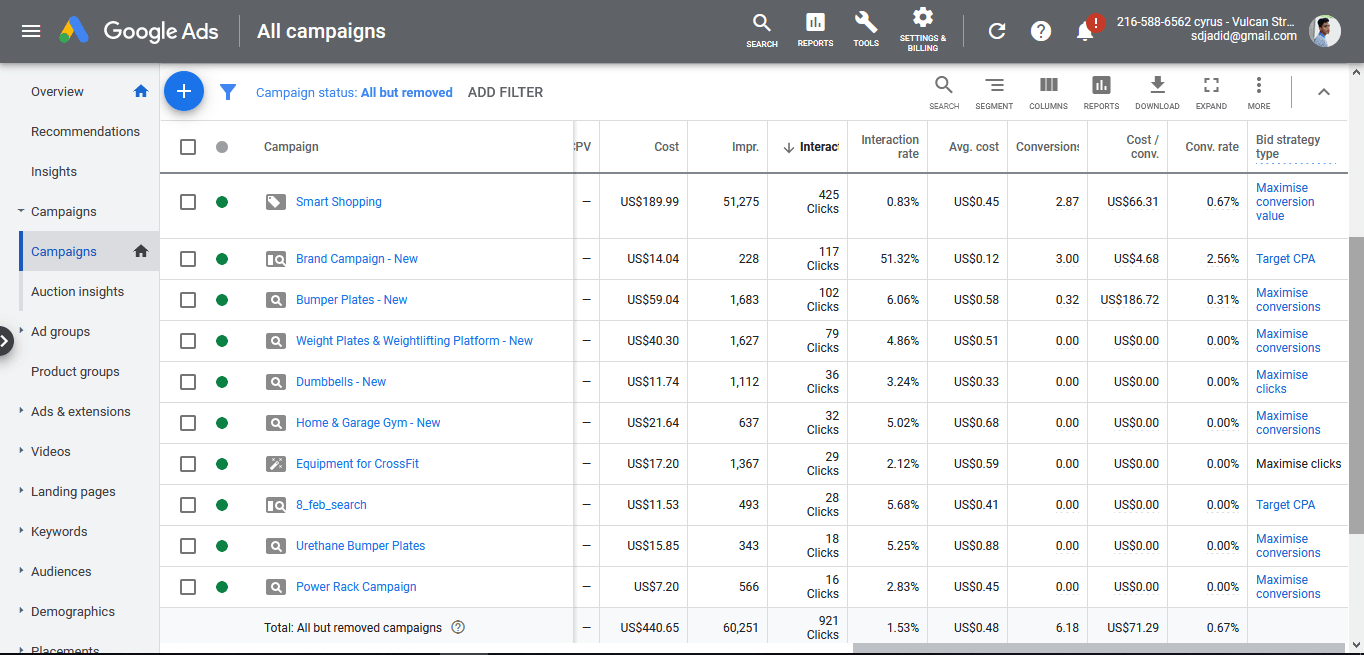 Google Ads
All campaigns
SEARCH
REPORTS
TOOLS
SETTINGS &
BILLING
!
216-588-6562 cyrus - Vulcan Str...
sdjadid@gmail.com
Overview
Recommendations
Insights
Campaigns
Campaigns
Auction insights
Ad groups
Product groups
Ads & extensions
Videos
Landing pages
Keywords
Audiences
Demographics
Placements
Campaign status: All but removed ADD FILTER
SEARCH
SEGMENT
COLUMNS
REPORTS
DOWNLOAD
EXPAND
MORE
Campaign CPV Cost Impr. Interact Interaction rate Avg. cost Conversions Cost / conv. Conv. rate Bid strategy type
Smart Shopping — US$189.99 51,275 425 Clicks 0.83% US$0.45 2.87 US$66.31 0.67% Maximise conversion value
Brand Campaign - New — US$14.04 228 117 Clicks 51.32% US$0.12 3.00 US$4.68 2.56% Target CPA
Bumper Plates - New — US$59.04 1,683 102 Clicks 6.06% US$0.58 0.32 US$186.72 0.31% Maximise conversions
Weight Plates & Weightlifting Platform - New — US$40.30 1,627 79 Clicks 4.86% US$0.51 0.00 US$0.00 0.00% Maximise conversions
Dumbbells - New — US$11.74 1,112 36 Clicks 3.24% US$0.33 0.00 US$0.00 0.00% Maximise clicks
Home & Garage Gym - New — US$21.64 637 32 Clicks 5.02% US$0.68 0.00 US$0.00 0.00% Maximise conversions
Equipment for CrossFit — US$17.20 1,367 29 Clicks 2.12% US$0.59 0.00 US$0.00 0.00% Maximise clicks
8_feb_search — US$11.53 493 28 Clicks 5.68% US$0.41 0.00 US$0.00 0.00% Target CPA
Urethane Bumper Plates — US$15.85 343 18 Clicks 5.25% US$0.88 0.00 US$0.00 0.00% Maximise conversions
Power Rack Campaign — US$7.20 566 16 Clicks 2.83% US$0.45 0.00 US$0.00 0.00% Maximise conversions
Total: All but removed campaigns — US$440.65 60,251 921 Clicks 1.53% US$0.48 6.18 US$71.29 0.67%